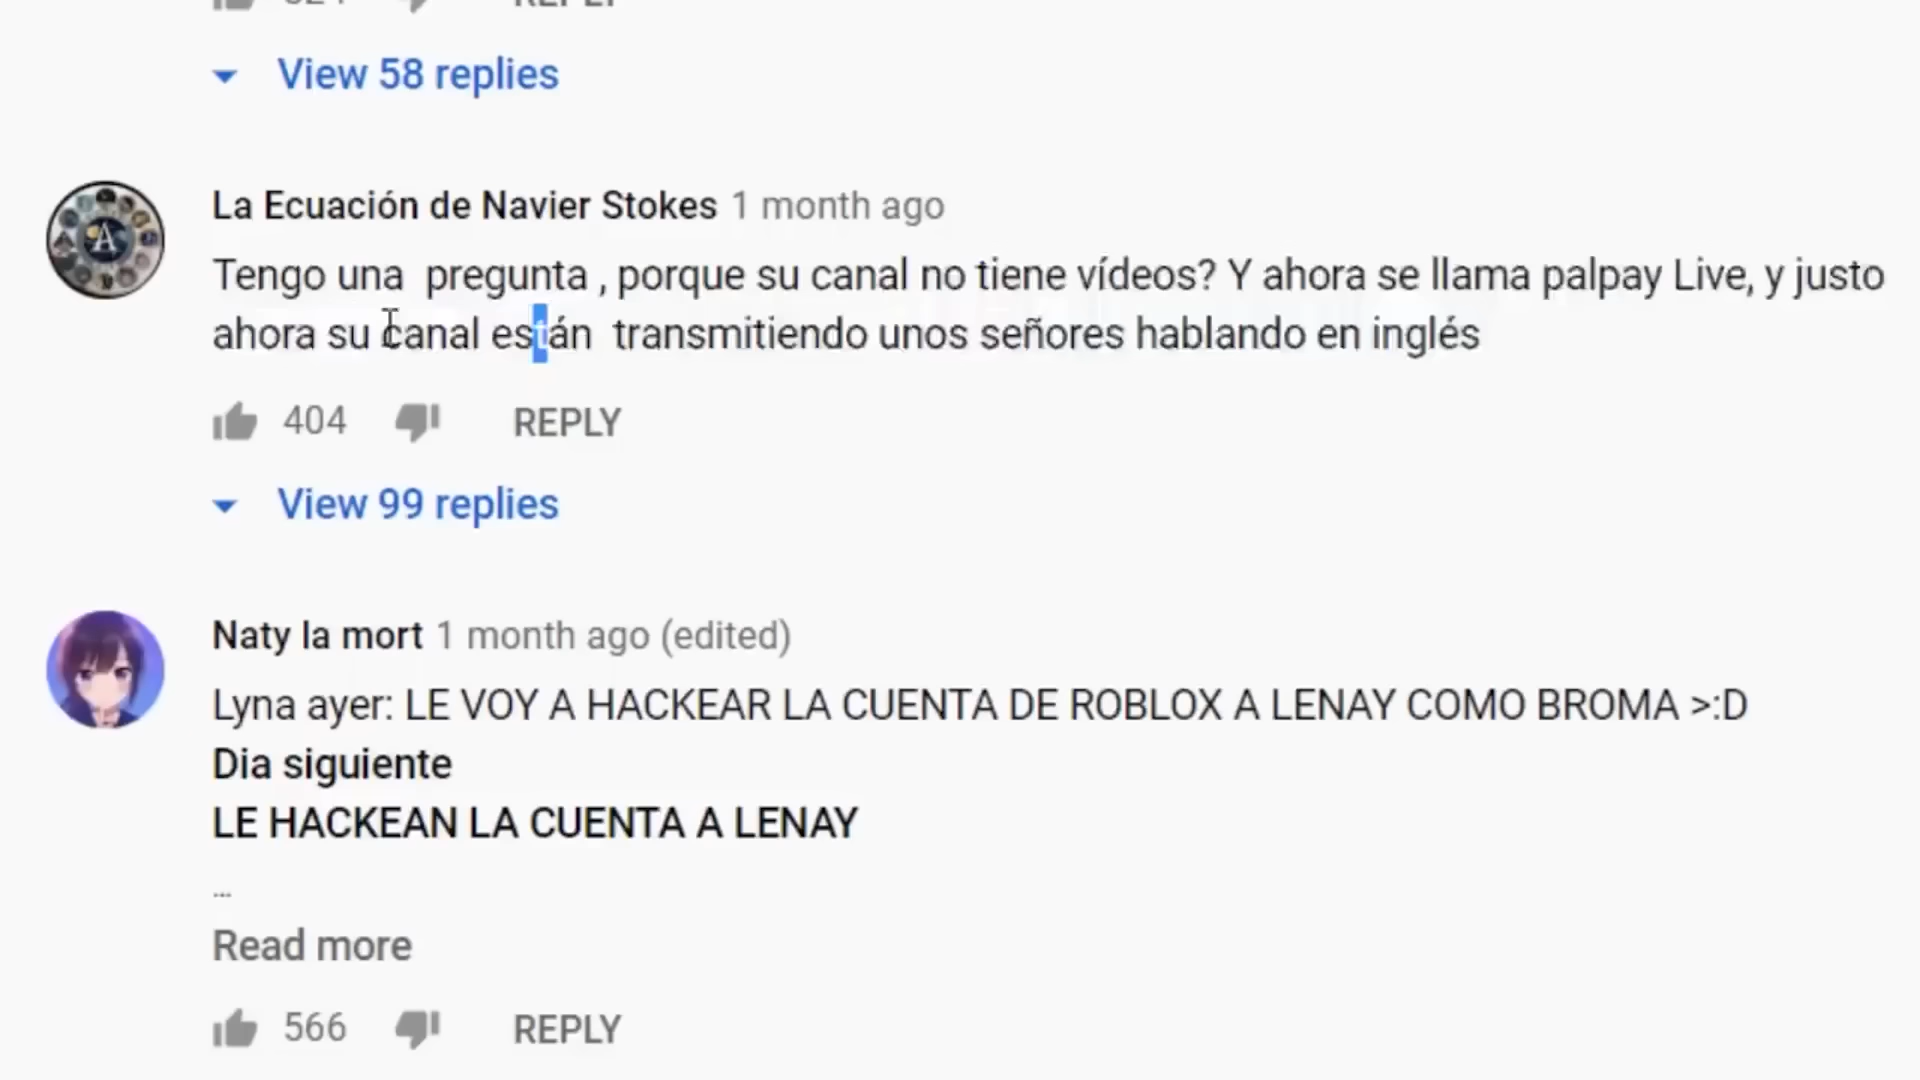 View 58 replies
La Ecuación de Navier Stokes 1 month ago
Tengo una  pregunta , porque su canal no tiene vídeos? Y ahora se llama palpay Live, y justo
ahora su canal están  transmitiendo unos señores hablando en inglés
404 REPLY
View 99 replies
Naty la mort 1 month ago (edited)
Lyna ayer: LE VOY A HACKEAR LA CUENTA DE ROBLOX A LENAY COMO BROMA >:D
Dia siguiente
LE HACKEAN LA CUENTA A LENAY
...
Read more
566 REPLY